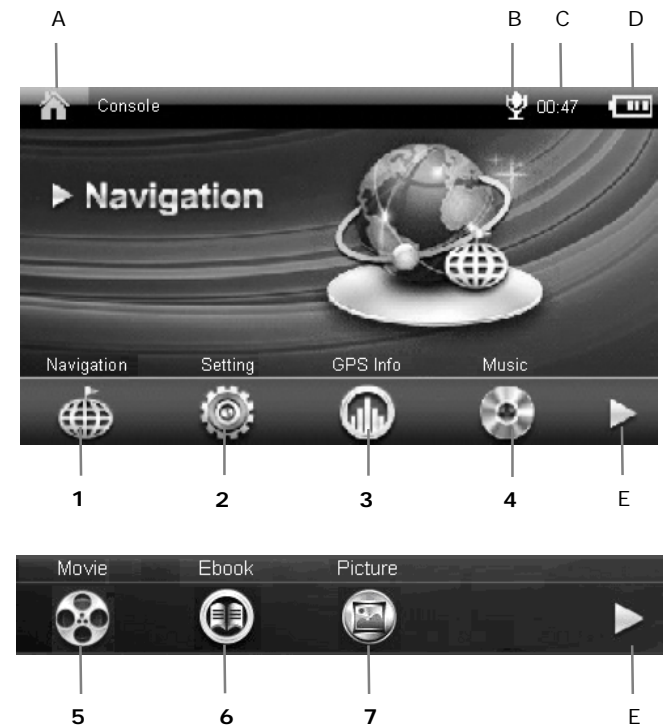 A B C D
Console 00:47
Navigation
Navigation Setting GPS Info Music
1 2 3 4 E
Movie Ebook Picture
5 6 7 E